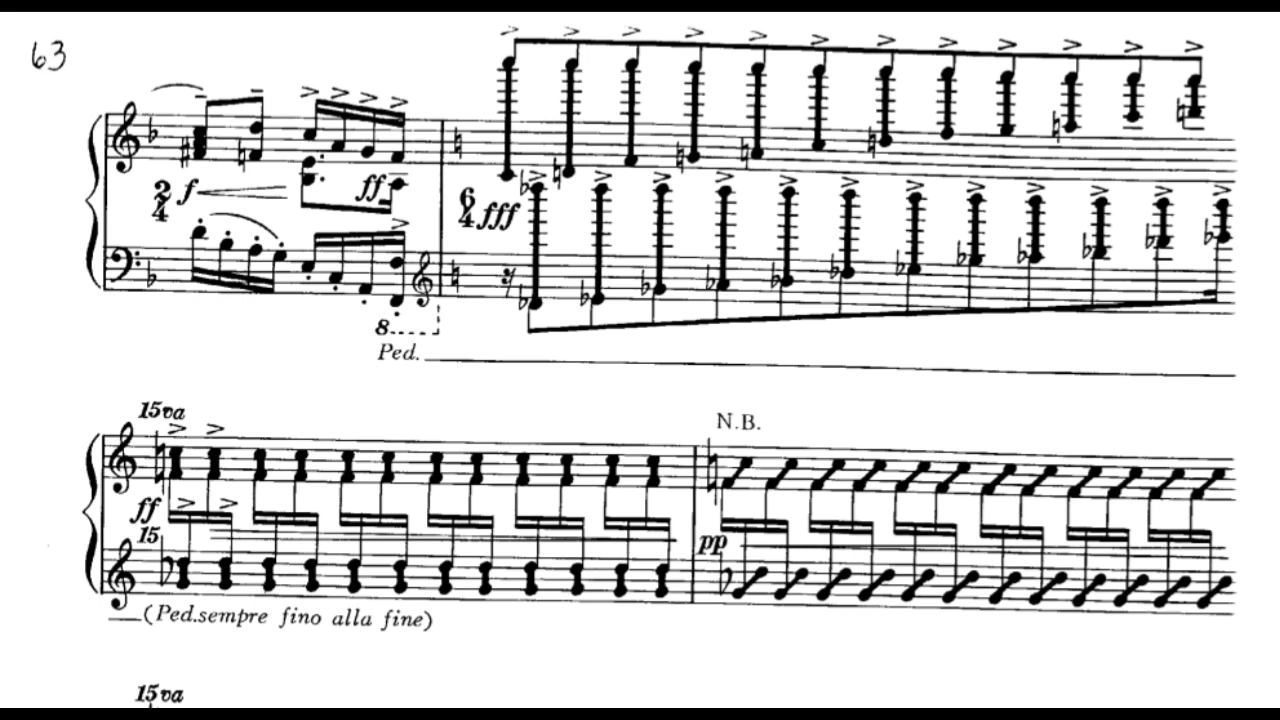 63
2
4
f
ff
6
4
fff
8
Ped.
15va
N.B.
ff
15
pp
(Ped.sempre fino alla fine)
15va